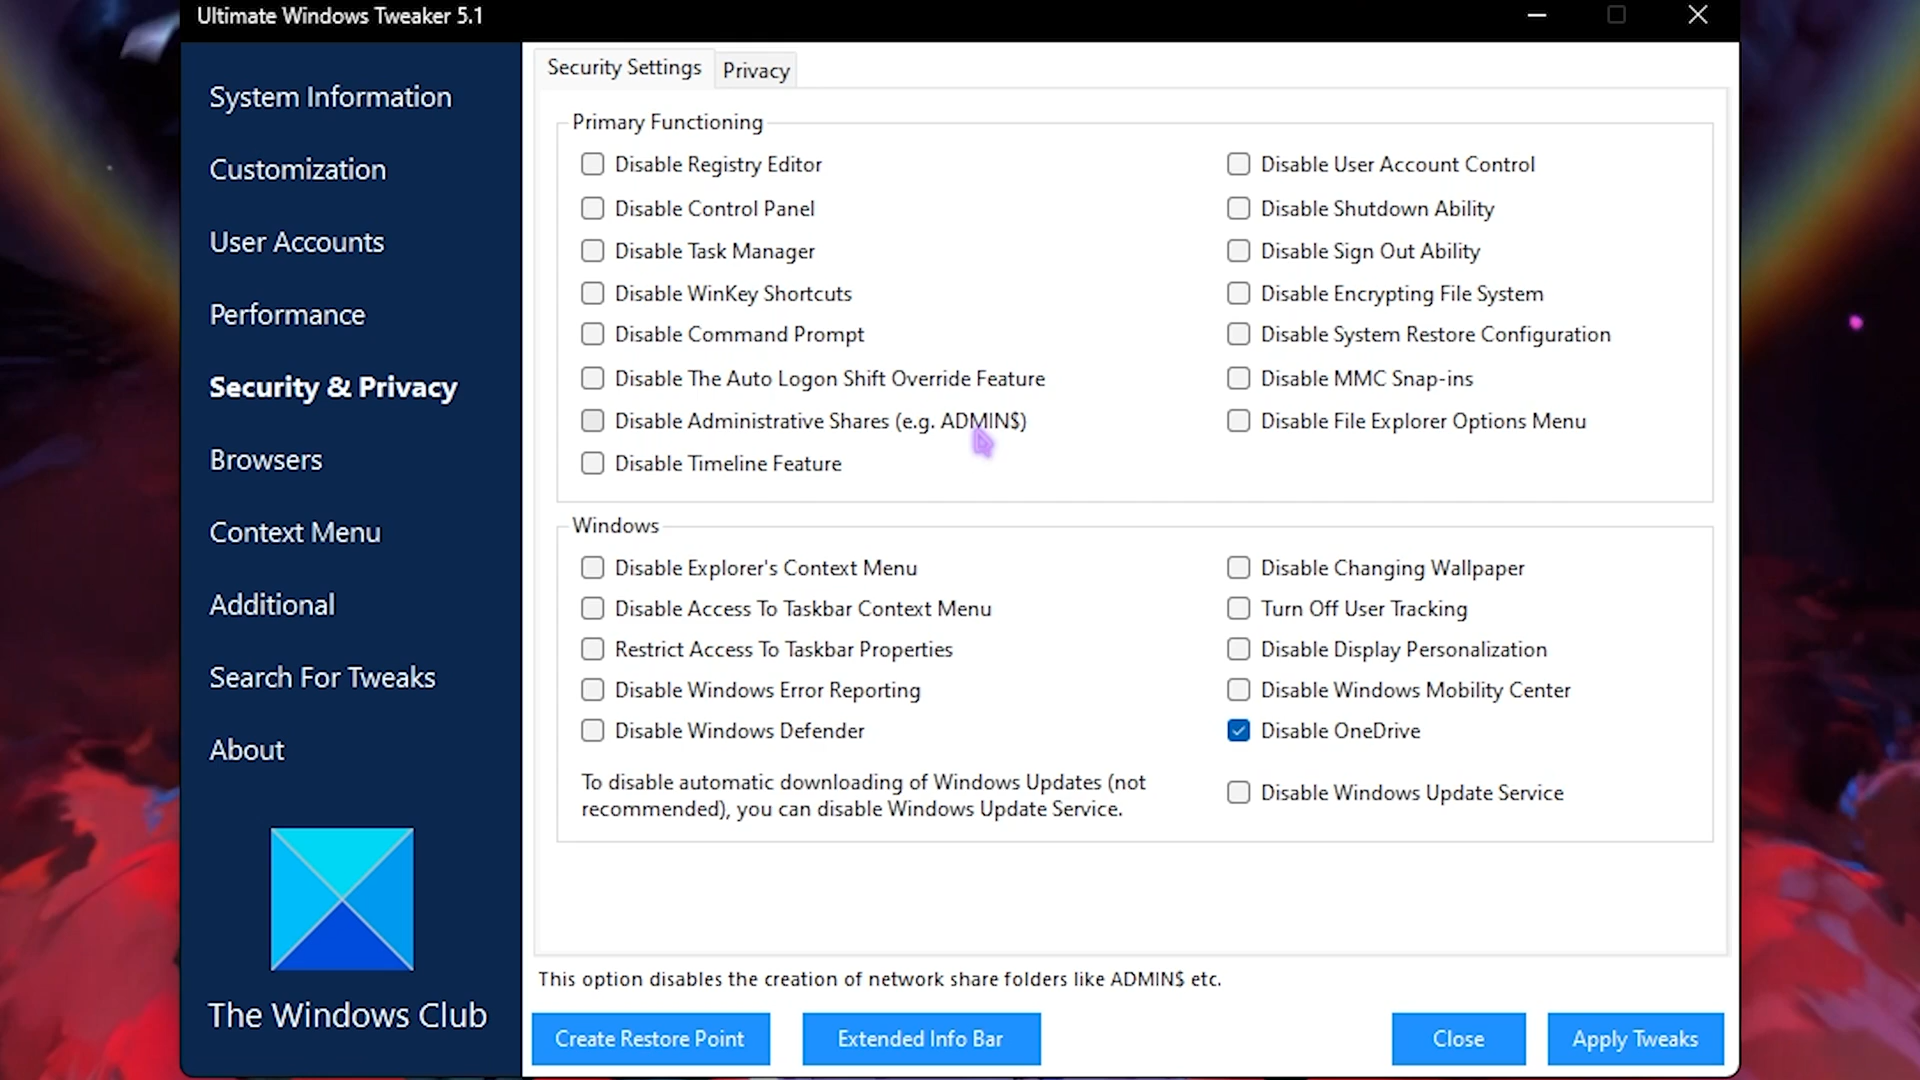 Ultimate Windows Tweaker 5.1
System Information
Customization
User Accounts
Performance
Security & Privacy
Browsers
Context Menu
Additional
Search For Tweaks
About
The Windows Club
Security Settings
Privacy
Primary Functioning
Disable Registry Editor
Disable Control Panel
Disable Task Manager
Disable WinKey Shortcuts
Disable Command Prompt
Disable The Auto Logon Shift Override Feature
Disable Administrative Shares (e.g. ADMIN$)
Disable Timeline Feature
Disable User Account Control
Disable Shutdown Ability
Disable Sign Out Ability
Disable Encrypting File System
Disable System Restore Configuration
Disable MMC Snap-ins
Disable File Explorer Options Menu
Windows
Disable Explorer's Context Menu
Disable Access To Taskbar Context Menu
Restrict Access To Taskbar Properties
Disable Windows Error Reporting
Disable Windows Defender
To disable automatic downloading of Windows Updates (not
recommended), you can disable Windows Update Service.
Disable Changing Wallpaper
Turn Off User Tracking
Disable Display Personalization
Disable Windows Mobility Center
Disable OneDrive
Disable Windows Update Service
This option disables the creation of network share folders like ADMIN$ etc.
Create Restore Point
Extended Info Bar
Close
Apply Tweaks